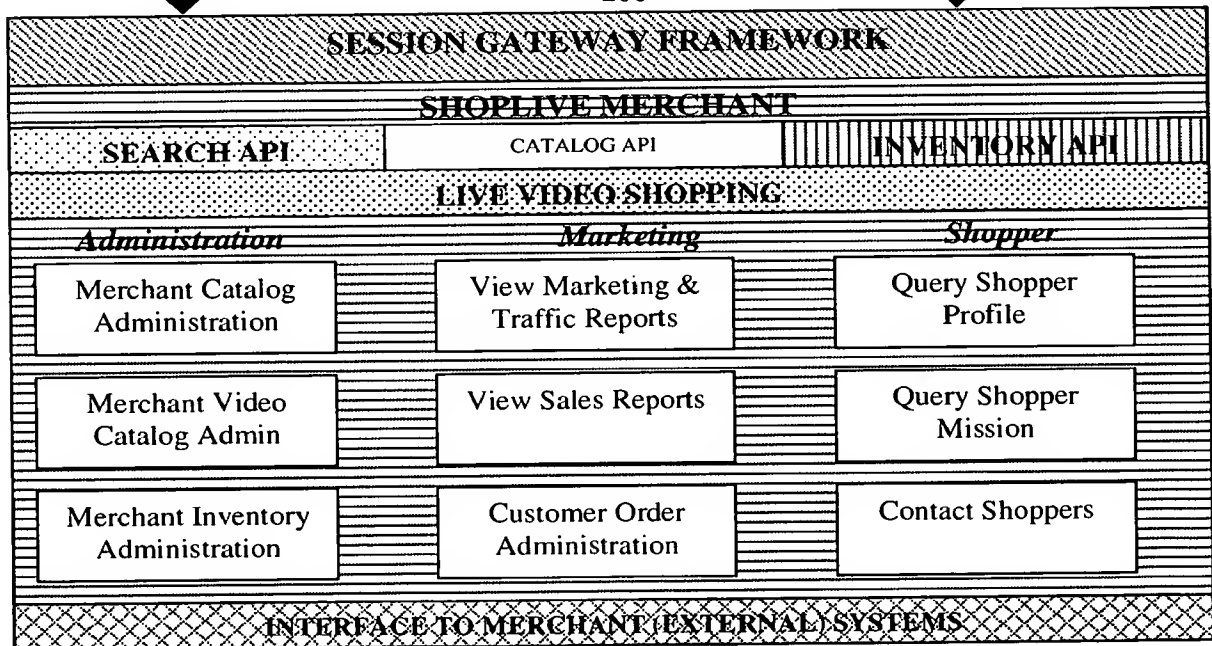 SESSION GATEWAY FRAMEWORK
SHOPLIVE MERCHANT
SEARCH API CATALOG API INVENTORY API
LIVE VIDEO SHOPPING
Administration Marketing Shopper
Merchant Catalog
Administration
View Marketing &
Traffic Reports
Query Shopper
Profile
Merchant Video
Catalog Admin
View Sales Reports
Query Shopper
Mission
Merchant Inventory
Administration
Customer Order
Administration
Contact Shoppers
INTERFACE TO MERCHANT (EXTERNAL) SYSTEMS